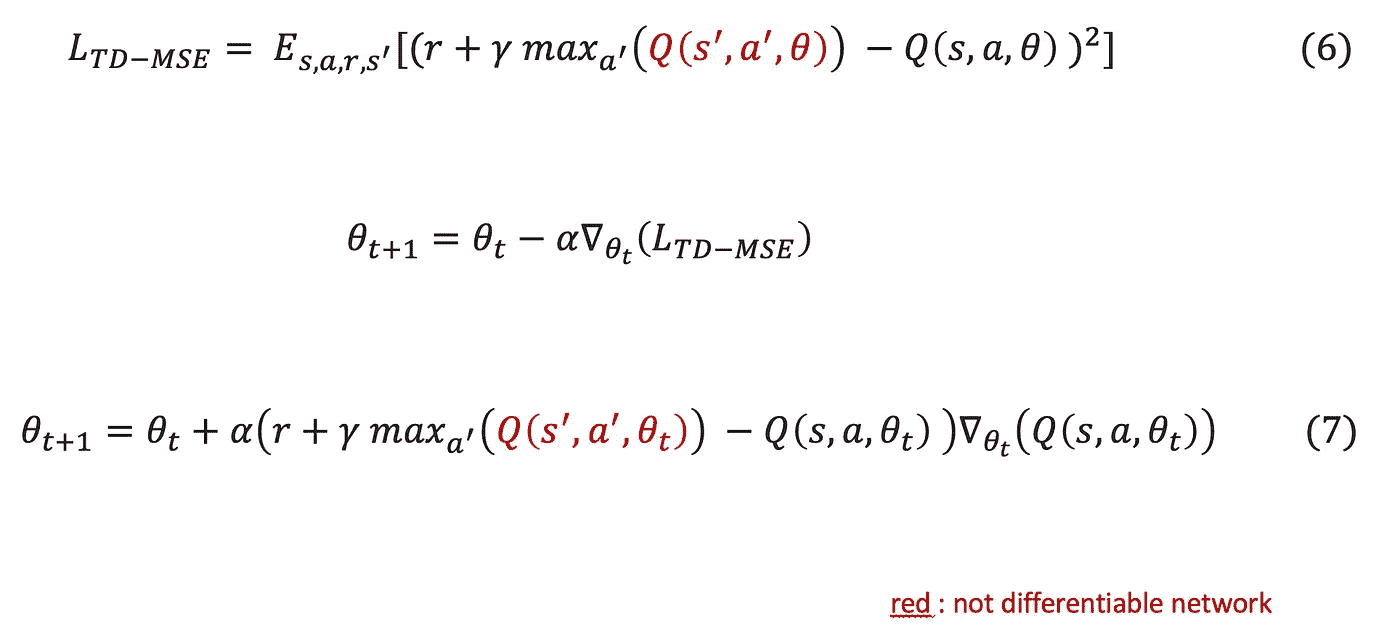 L_{TD−MSE} = E_{s,a,r,s′}[(r + γ max_{a′}(Q(s′, a′, θ)) − Q(s, a, θ) )²] (6)
θ_{t+1} = θ_t − α∇_{θ_t}(L_{TD−MSE})
θ_{t+1} = θ_t + α(r + γ max_{a′}(Q(s′, a′, θ_t)) − Q(s, a, θ_t) )∇_{θ_t}(Q(s, a, θ_t)) (7)
red : not differentiable network